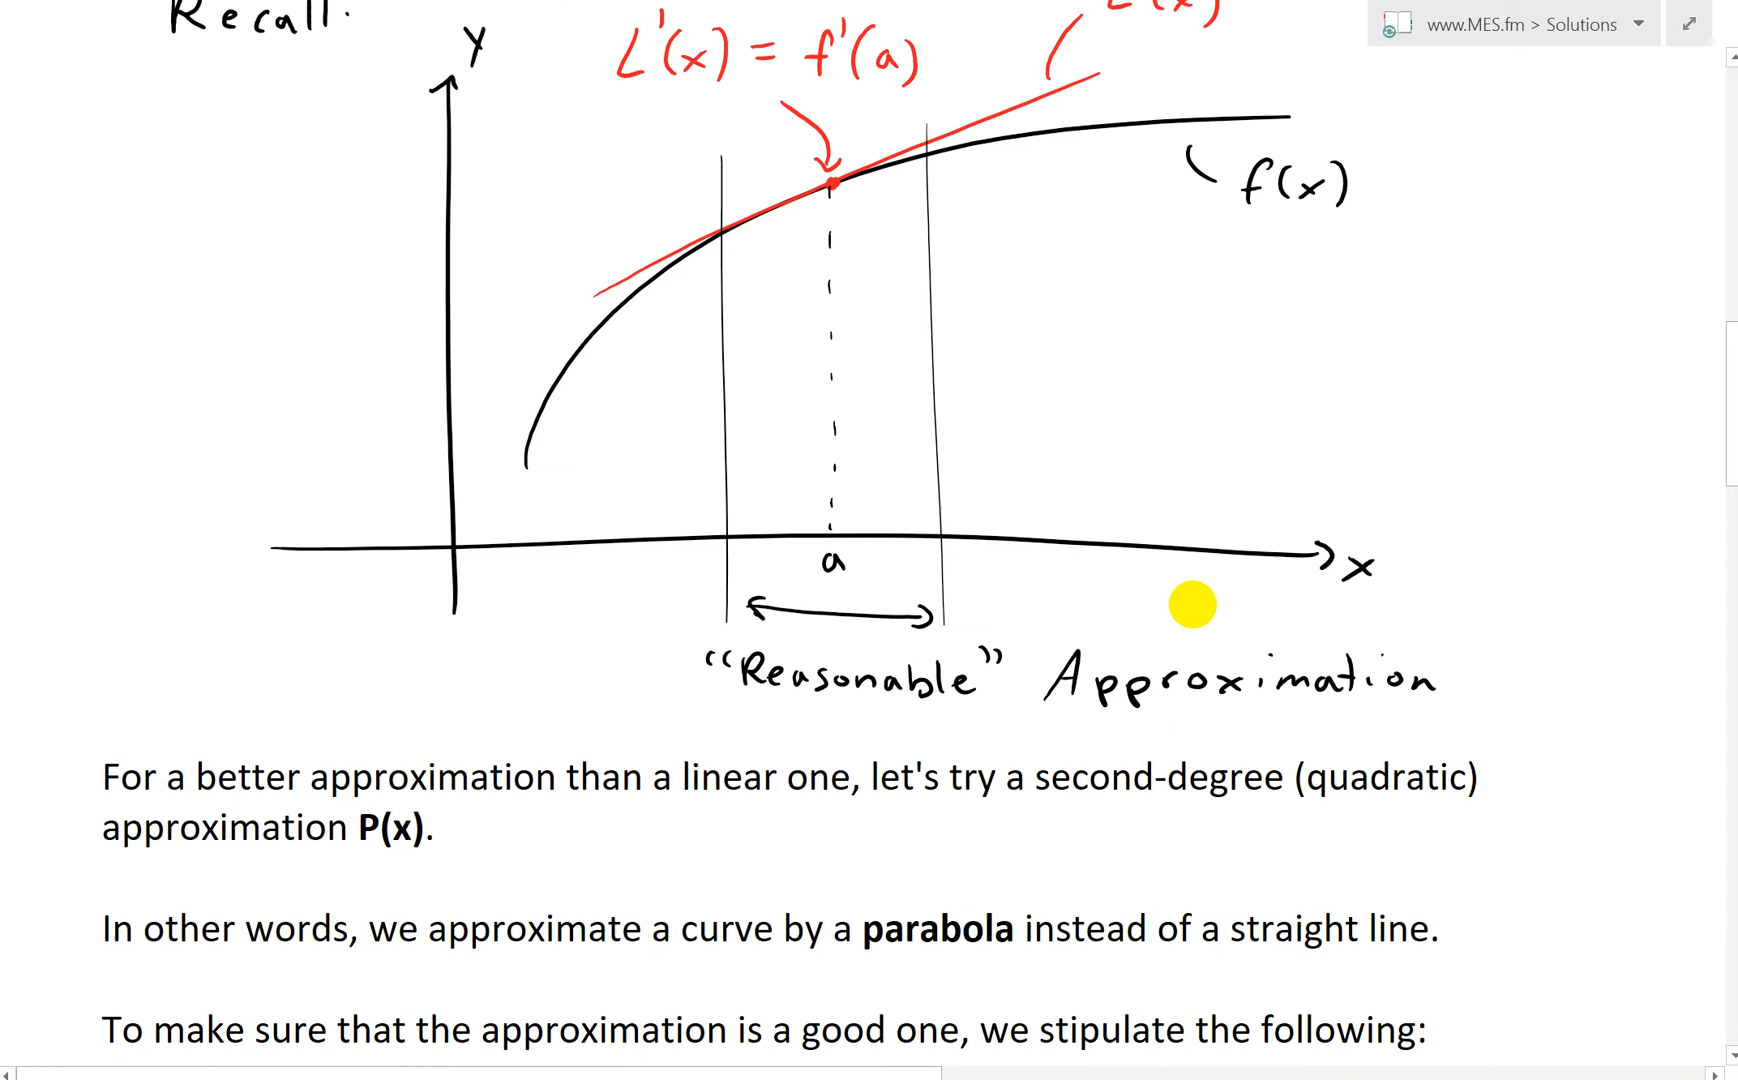 Recall:
L(x)
www.MES.fm > Solutions
y
L'(x) = f'(a)
f(x)
a
x
“Reasonable” Approximation
For a better approximation than a linear one, let's try a second-degree (quadratic)
approximation P(x).
In other words, we approximate a curve by a parabola instead of a straight line.
To make sure that the approximation is a good one, we stipulate the following: